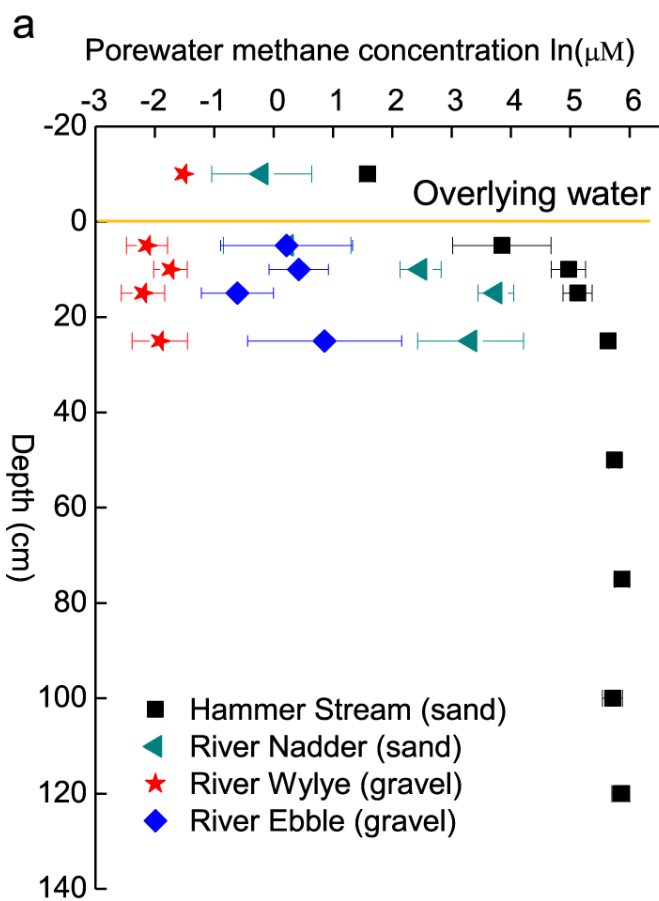 a
Porewater methane concentration ln(μM)
-3 -2 -1 0 1 2 3 4 5 6
-20
Overlying water
0
20
40
60
80
100
120
140
Depth (cm)
Hammer Stream (sand)
River Nadder (sand)
River Wylye (gravel)
River Ebble (gravel)